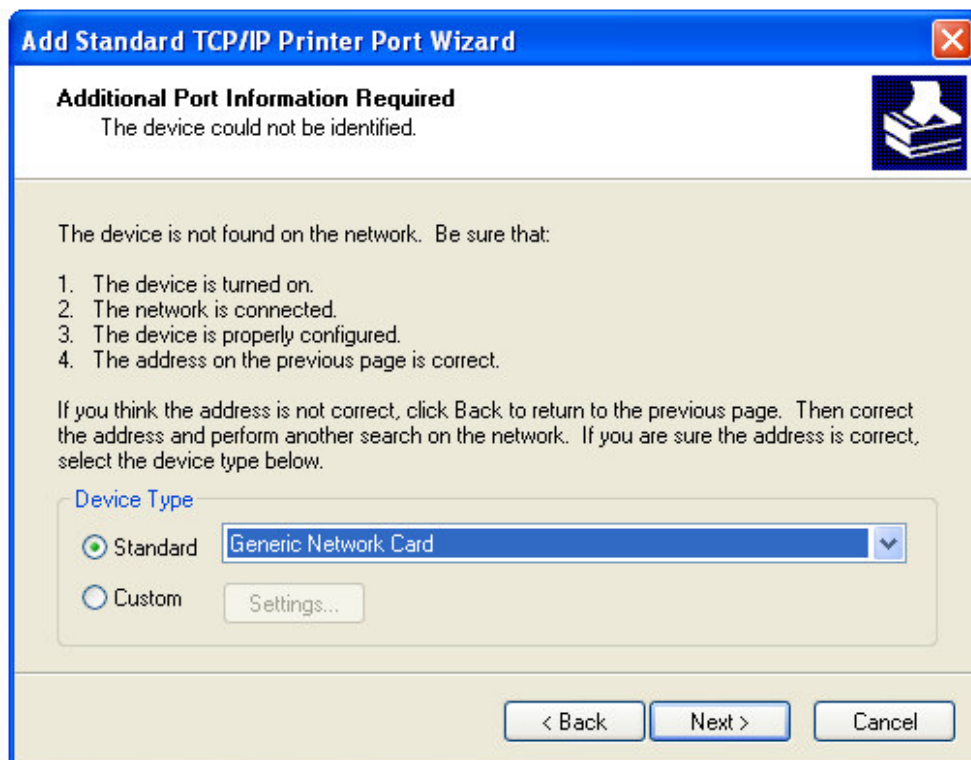 Add Standard TCP/IP Printer Port Wizard
Additional Port Information Required
The device could not be identified.
The device is not found on the network.  Be sure that:
1.  The device is turned on.
2.  The network is connected.
3.  The device is properly configured.
4.  The address on the previous page is correct.
If you think the address is not correct, click Back to return to the previous page.  Then correct
the address and perform another search on the network.  If you are sure the address is correct,
select the device type below.
Device Type
Standard Generic Network Card
Custom Settings...
< Back Next > Cancel